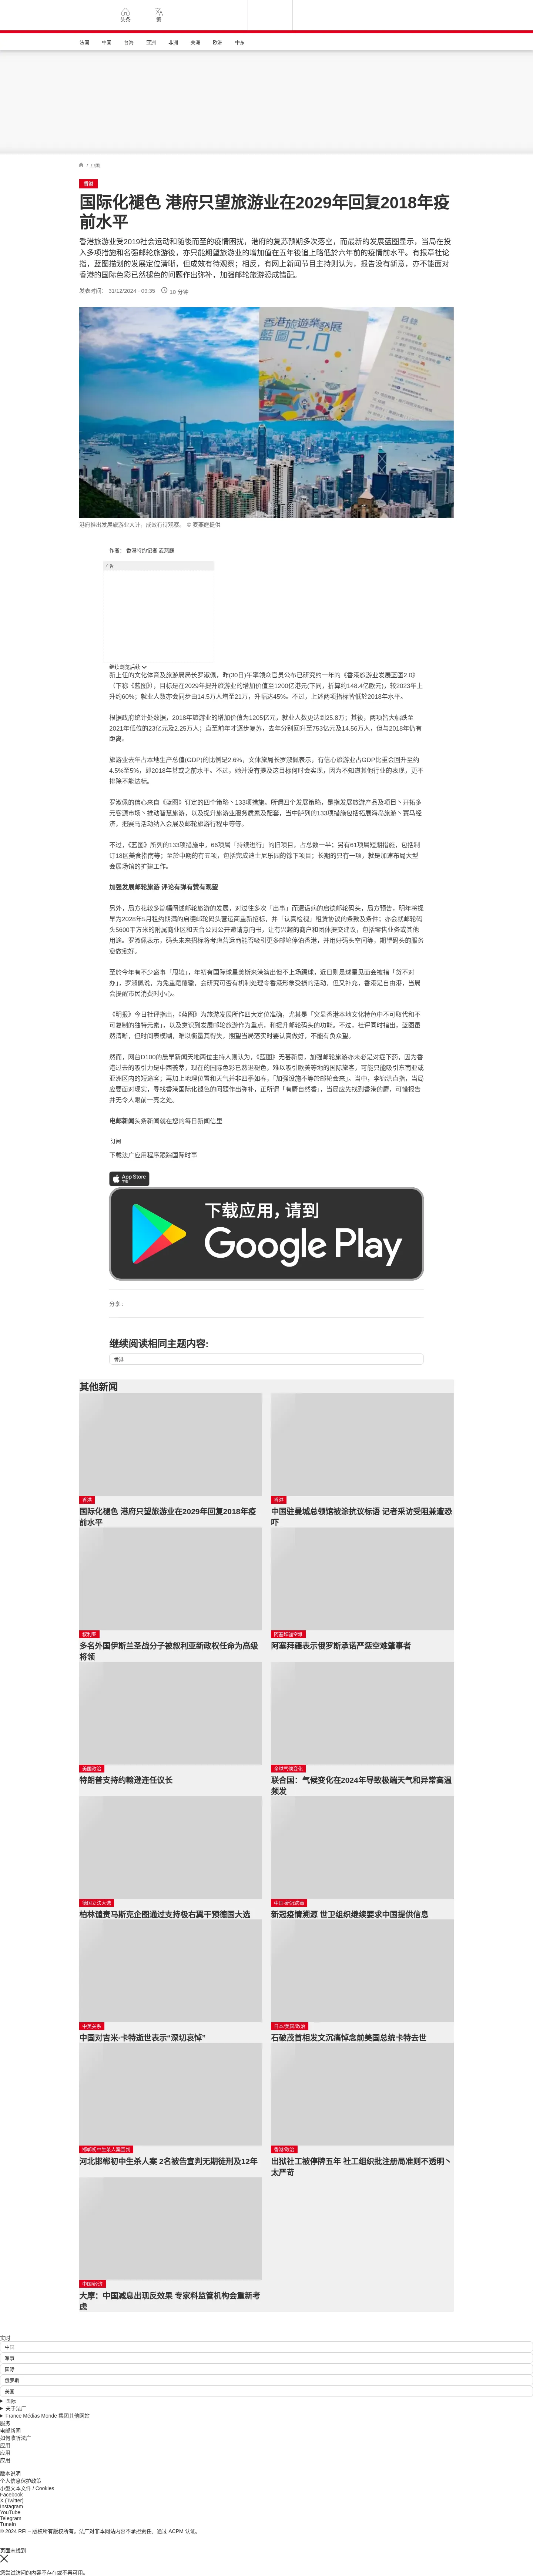 头条
繁
法国
中国
台海
亚洲
非洲
美洲
欧洲
中东
/ 港澳
香港
国际化褪色 港府只望旅游业在2029年回复2018年疫
前水平
香港旅游业受2019社会运动和随後而至的疫情困扰，港府的复苏预期多次落空，而最新的发展蓝图显示，当局在投
入多项措施和名强邮轮旅游後，亦只能期望旅游业的增加值在五年後追上略低於六年前的疫情前水平。有报章社论
指，蓝图描划的发展定位清晰，但成效有待观察；相反，有网上新闻节目主持则认为，报告没有新意，亦不能面对
香港的国际色彩已然褪色的问题作出弥补，加强邮轮旅游恐成错配。
发表时间： 31/12/2024 - 09:35
10 分钟
香港旅遊業發展
藍圖2.0
港府推出发展旅游业大计，成效有待观察。 © 麦燕庭提供
作者： 香港特约记者 麦燕庭
广告
继续浏览后续
新上任的文化体育及旅游局局长罗淑佩，昨(30日)午率领众官员公布已研究约一年的《香港旅游业发展蓝图2.0》
（下称《蓝图》），目标是在2029年提升旅游业的增加价值至1200亿港元(下同，折算约148.4亿欧元)，较2023年上
升约60%；就业人数亦会同步由14.5万人增至21万，升幅达45%。不过，上述两项指标皆低於2018年水平。
根据政府统计处数据，2018年旅游业的增加价值为1205亿元，就业人数更达到25.8万；其後，两项皆大幅跌至
2021年低位的23亿元及2.25万人；直至前年才逐步复苏，去年分别回升至753亿元及14.56万人，但与2018年仍有
距离。
旅游业去年占本地生产总值(GDP)的比例是2.6%，文体旅局长罗淑佩表示，有信心旅游业占GDP比重会回升至约
4.5%至5%，即2018年甚或之前水平。不过，她并没有提及这目标何时会实现，因为不知道其他行业的表现，更不
排除不能达标。
罗淑佩的信心来自《蓝图》订定的四个策略丶133项措施。所谓四个发展策略，是指发展旅游产品及项目丶开拓多
元客源市场丶推动智慧旅游，以及提升旅游业服务质素及配套，当中护列的133项措施包括拓展海岛旅游丶赛马经
济，把赛马活动纳入会展及邮轮旅游行程中等等。
不过，《蓝图》所列的133项措施中，66项属「持续进行」的旧项目，占总数一半；另有61项属短期措施，包括制
订18区美食指南等；至於中期的有五项，包括完成迪士尼乐园的馀下项目；长期的只有一项，就是加速布局大型
会展场馆的扩建工作。
加强发展邮轮旅游 评论有弹有赞有观望
另外，局方花较多篇幅阐述邮轮旅游的发展，对过往多次「出事」而遭诟病的启德邮轮码头，局方预告，明年将提
早为2028年5月租约期满的启德邮轮码头营运商重新招标，并「认真检视」租赁协议的条款及条件；亦会就邮轮码
头5600平方米的附属商业区和天台公园公开邀请意向书，让有兴趣的商户和团体提交建议，包括零售业务或其他
用途。罗淑佩表示，码头未来招标将考虑营运商能否吸引更多邮轮停泊香港，并用好码头空间等，期望码头的服务
愈做愈好。
至於今年有不少盛事「甩辘」，年初有国际球星美斯来港演出但不上场踢球，近日则是球星见面会被指「货不对
办」，罗淑佩说，为免重蹈覆辙，会研究可否有机制处理令香港形象受损的活动，但又补充，香港是自由港，当局
会提醒市民消费时小心。
《明报》今日社评指出，《蓝图》为旅游发展所作四大定位准确，尤其是「突显香港本地文化特色中不可取代和不
可复制的独特元素」，以及意识到发展邮轮旅游作为重点，和提升邮轮码头的功能。不过，社评同时指出，蓝图虽
然清晰，但时间表模糊，难以衡量其得失，期望当局落实时要认真做好，不能有负众望。
然而，网台D100的晨早新闻天地两位主持人则认为，《蓝图》无甚新意，加强邮轮旅游亦未必是对症下药，因为香
港过去的吸引力是中西荟萃，现在的国际色彩已然退褪色，难以吸引欧美等地的国际旅客，可能只能吸引东南亚或
亚洲区内的短途客；再加上地理位置和天气并非四季如春，「加强设施不等於邮轮会来」。当中，李锦洪直指，当局
应要面对现实，寻找香港国际化褪色的问题作出弥补，正所谓「有麝自然香」，当局应先找到香港的麝，可惜报告
并无令人眼前一亮之处。
电邮新闻头条新闻就在您的每日新闻信里
订阅
下载法广应用程序跟踪国际时事
App Store
下载应用，请到
Google Play
分享 :
继续阅读相同主题内容:
香港
其他新闻
香港
国际化褪色 港府只望旅游业在2029年回复2018年疫
前水平
香港
中国驻曼城总领馆被涂抗议标语 记者采访受阻兼遭恐
吓
叙利亚
多名外国伊斯兰圣战分子被叙利亚新政权任命为高级
将领
阿塞拜疆空难
阿塞拜疆表示俄罗斯承诺严惩空难肇事者
美国政治
特朗普支持约翰逊连任议长
全球气候变化
联合国：气候变化在2024年导致极端天气和异常高温
频发
德国立法大选
柏林谴责马斯克企图通过支持极右翼干预德国大选
中国-新冠病毒
新冠疫情溯源 世卫组织继续要求中国提供信息
中美关系
中国对吉米·卡特逝世表示“深切哀悼”
日本/美国/政治
石破茂首相发文沉痛悼念前美国总统卡特去世
邯郸初中生杀人案宣判
河北邯郸初中生杀人案 2名被告宣判无期徒刑及12年
香港/政治
出狱社工被停牌五年 社工组织批注册局准则不透明丶
太严苛
中国/经济
大摩：中国减息出现反效果 专家料监管机构会重新考
虑
实时
中国
军事
国际
俄罗斯
美国
国际
关于法广
France Médias Monde 集团其他网站
服务
电邮新闻
如何收听法广
应用
应用
应用
版本说明
个人信息保护政策
小型文本文件 / Cookies
Facebook
X (Twitter)
Instagram
YouTube
Telegram
TuneIn
© 2024 RFI – 版权所有版权所有。法广对非本网站内容不承担责任。通过 ACPM 认证。
页面未找到
您尝试访问的内容不存在或不再可用。